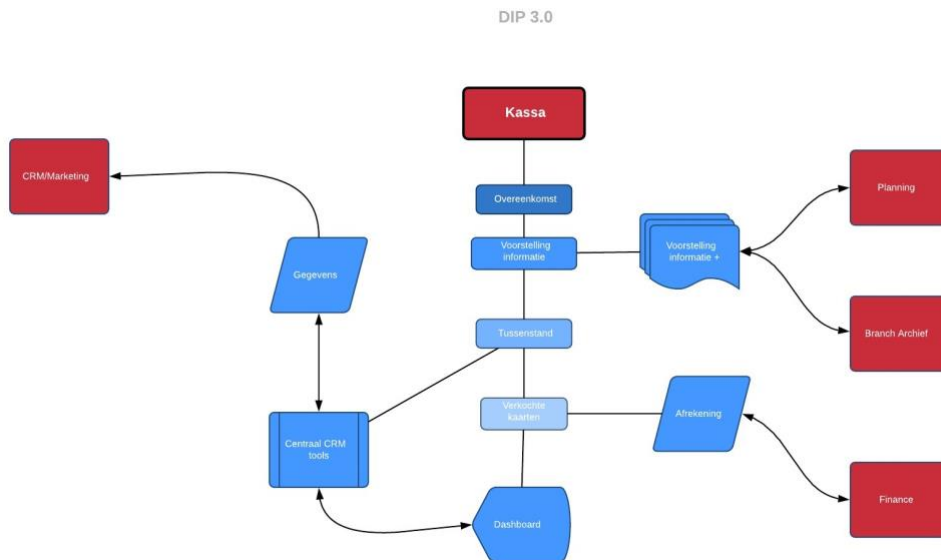 DIP 3.0
Kassa
CRM/Marketing
Planning
Overeenkomst
Voorstelling
informatie
Voorstelling
informatie +
Gegevens
Tussenstand
Branch Archief
Verkochte
kaarten
Afrekening
Centraal CRM
tools
Finance
Dashboard